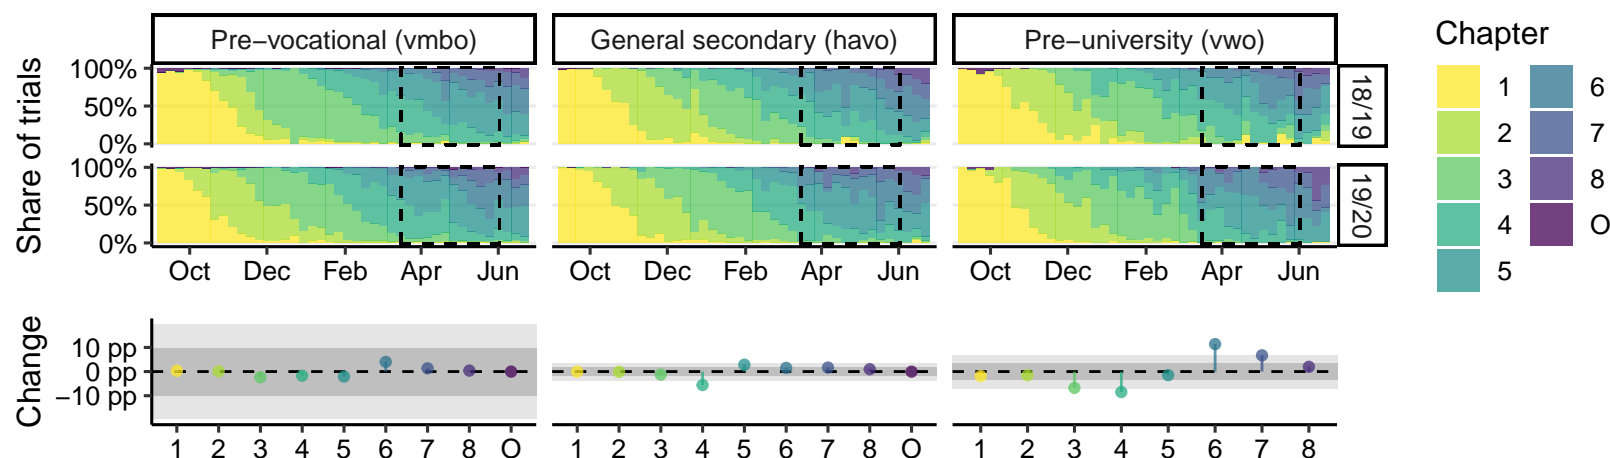 Pre−vocational (vmbo) General secondary (havo) Pre−university (vwo)
Share of trials
100% 50% 0%
18/19
100% 50% 0%
19/20
Oct Dec Feb Apr Jun Oct Dec Feb Apr Jun Oct Dec Feb Apr Jun
Change
10 pp
0 pp
−10 pp
1 2 3 4 5 6 7 8 O 1 2 3 4 5 6 7 8 O 1 2 3 4 5 6 7 8
Chapter
1 6
2 7
3 8
4 O
5